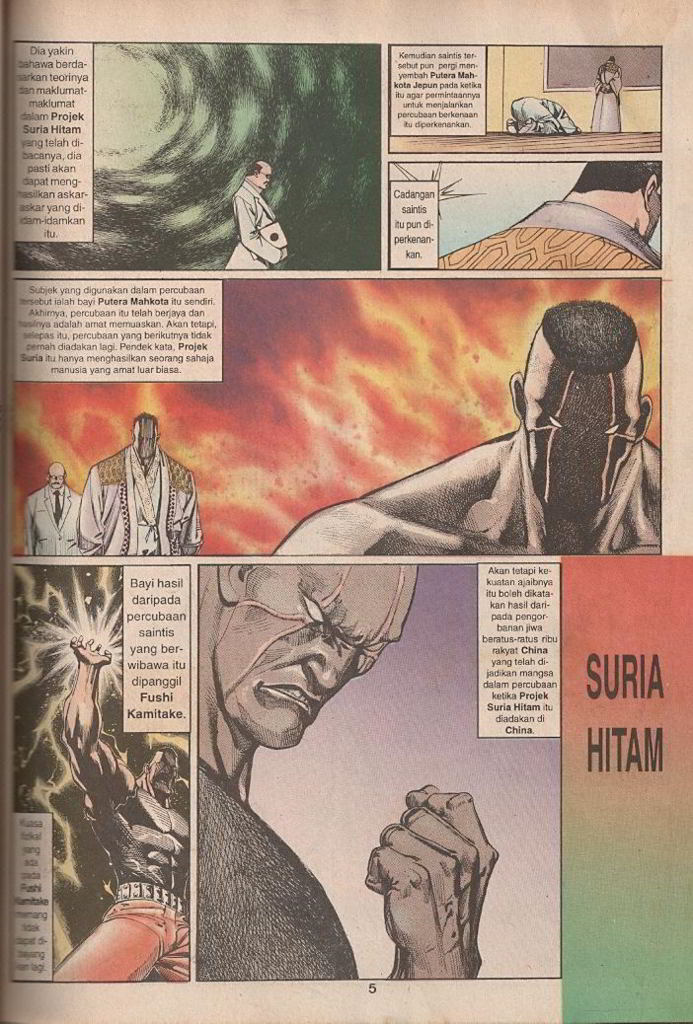 Dia yakin
bahawa berda-
sarkan teorinya
dan maklumat-
maklumat
dalam Projek
Suria Hitam
yang telah di-
bacanya, dia
pasti akan
dapat meng-
hasilkan askar-
askar yang di-
idam-idamkan
itu.
Kemudian saintis ter-
sebut pun pergi men-
yembah Putera Mah-
kota Jepun pada ketika
itu agar permintaannya
untuk menjalankan
percubaan berkenaan
itu diperkenankan.
Cadangan
saintis
itu pun di-
perkenan-
kan.
Subjek yang digunakan dalam percubaan
tersebut ialah bayi Putera Mahkota itu sendiri.
Akhirnya, percubaan itu telah berjaya dan
hasilnya adalah amat memuaskan. Akan tetapi,
selepas itu, percubaan yang berikutnya tidak
pernah diadakan lagi. Pendek kata, Projek
Suria itu hanya menghasilkan seorang sahaja
manusia yang amat luar biasa.
Bayi hasil
daripada
percubaan
saintis
yang ber-
wibawa itu
dipanggil
Fushi
Kamitake.
Kuasa
fizikal
yang
ada
pada
Fushi
Kamitake
memang
tidak
dapat di-
bayang
kan lagi.
Akan tetapi ke-
kuatan ajaibnya
itu boleh dikata-
kan hasil dari-
pada pengor-
banan jiwa
beratus-ratus ribu
rakyat China
yang telah di-
jadikan mangsa
dalam percubaan
ketika Projek
Suria Hitam itu
diadakan di
China.
SURIA
HITAM
5